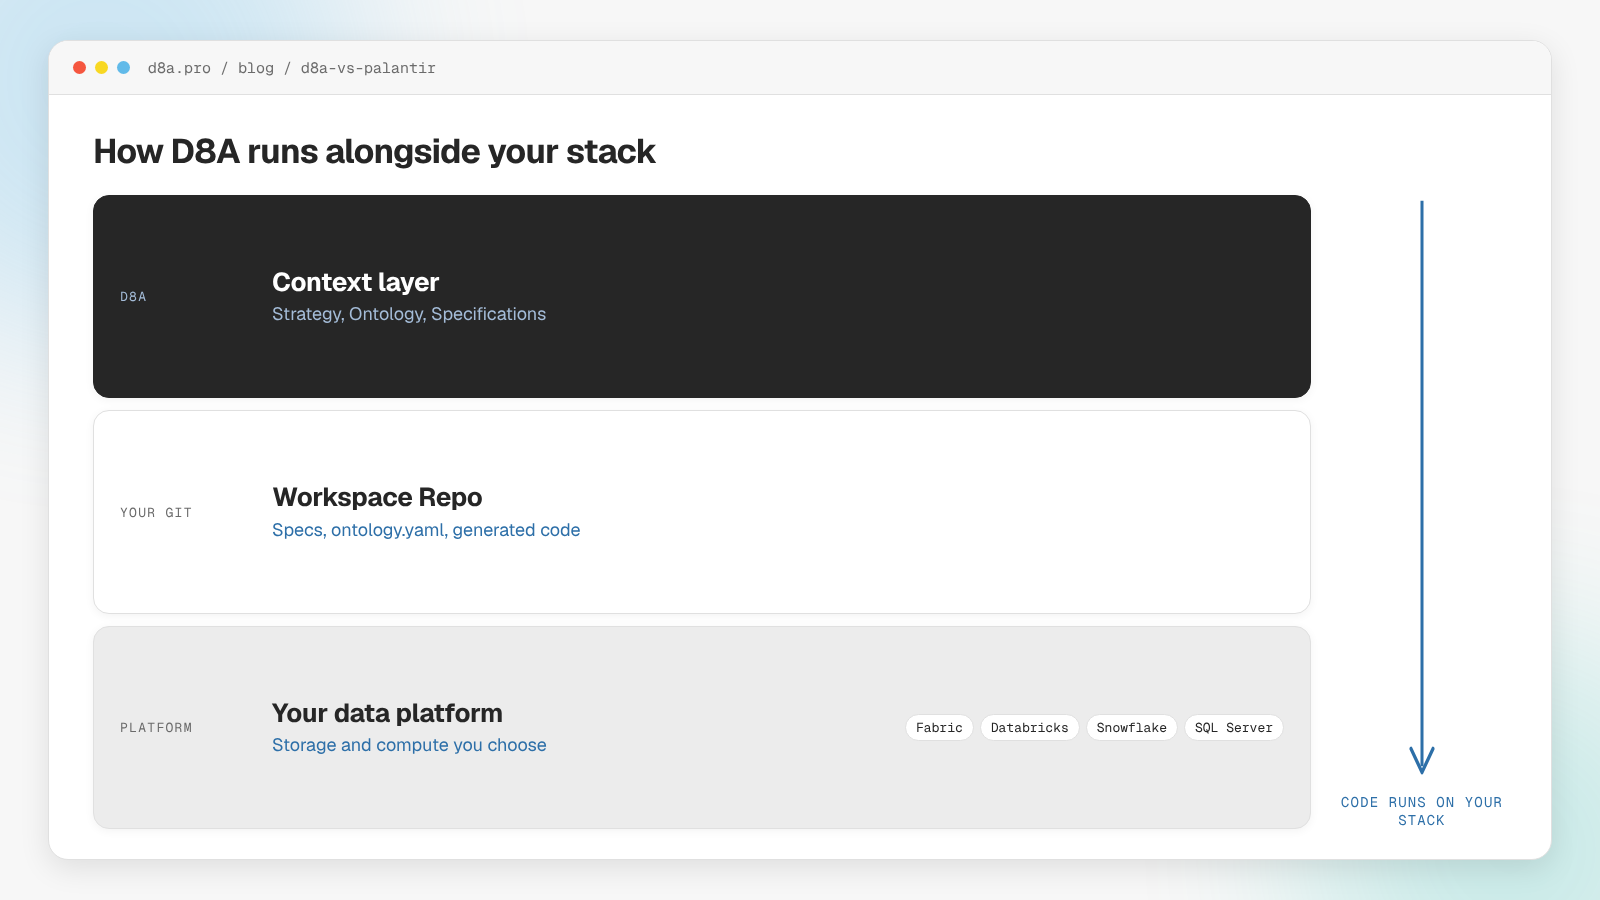 d8a.pro / blog / d8a-vs-palantir
How D8A runs alongside your stack
D8A
Context layer
Strategy, Ontology, Specifications
YOUR GIT
Workspace Repo
Specs, ontology.yaml, generated code
PLATFORM
Your data platform
Storage and compute you choose
Fabric
Databricks
Snowflake
SQL Server
CODE RUNS ON YOUR
STACK